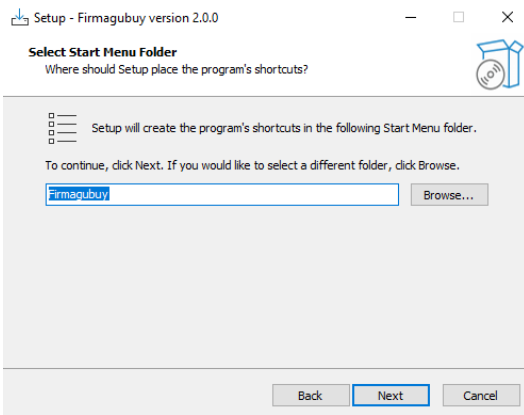 Setup - Firmagubuy version 2.0.0
Select Start Menu Folder
Where should Setup place the program's shortcuts?
Setup will create the program's shortcuts in the following Start Menu folder.
To continue, click Next. If you would like to select a different folder, click Browse.
Firmagubuy
Browse...
Back
Next
Cancel